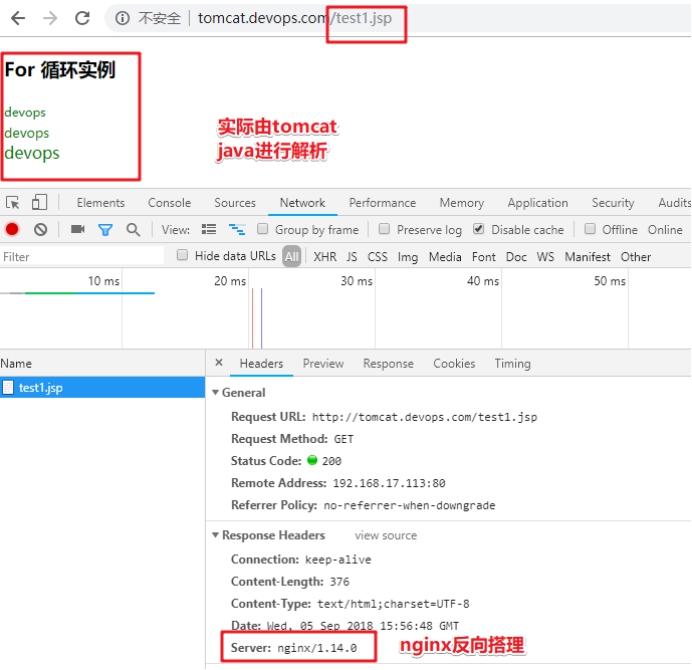 不安全 | tomcat.devops.com/test1.jsp
For 循环实例
devops
devops
devops
实际由tomcat
java进行解析
Elements Console Sources Network Performance Memory Application Security Audits
View: Group by frame Preserve log Disable cache Offline Online
Filter Hide data URLs All XHR JS CSS Img Media Font Doc WS Manifest Other
10 ms 20 ms 30 ms 40 ms 50 ms
Name × Headers Preview Response Cookies Timing
test1.jsp
General
Request URL: http://tomcat.devops.com/test1.jsp
Request Method: GET
Status Code: 200
Remote Address: 192.168.17.113:80
Referrer Policy: no-referrer-when-downgrade
Response Headers view source
Connection: keep-alive
Content-Length: 376
Content-Type: text/html;charset=UTF-8
Date: Wed, 05 Sep 2018 15:56:48 GMT
Server: nginx/1.14.0 nginx反向搭理